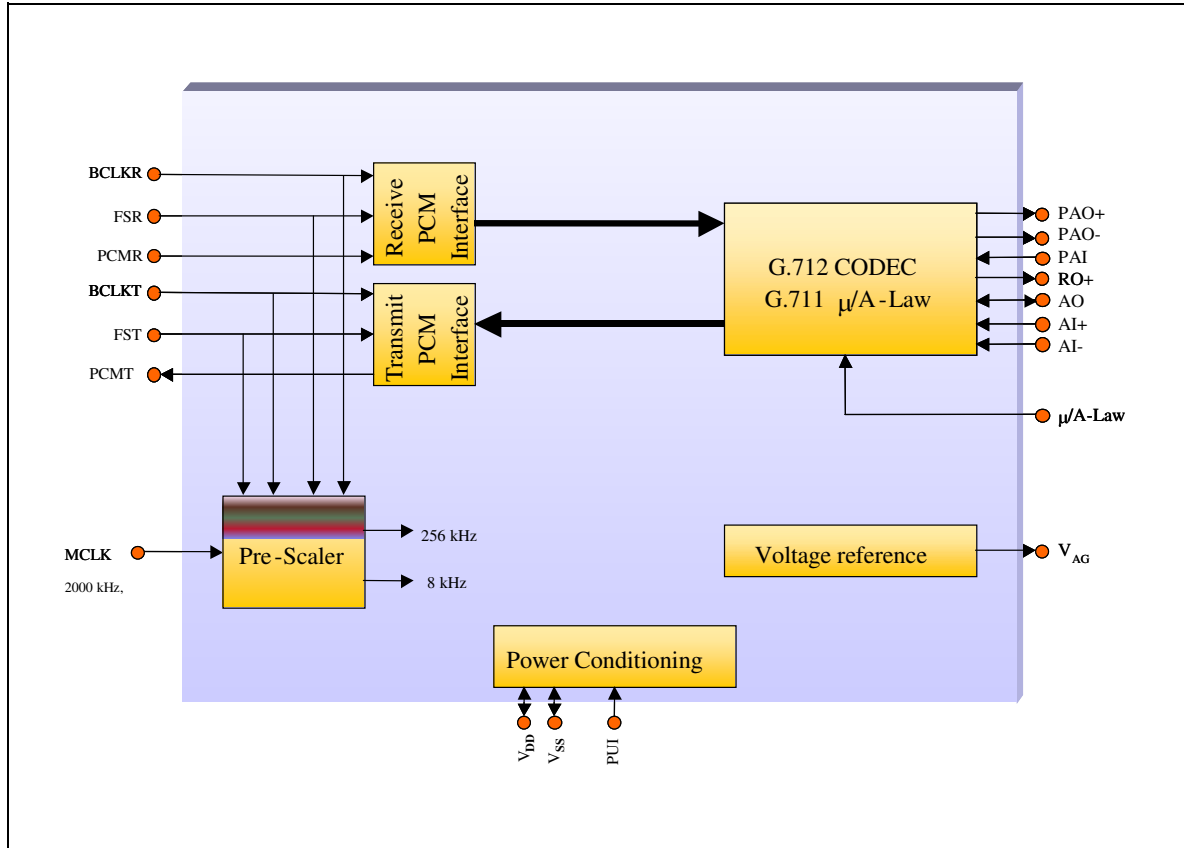 BCLKR
FSR
PCMR
BCLKT
FST
PCMT
Receive
PCM
Interface
Transmit
PCM
Interface
G.712 CODEC
G.711 μ/A-Law
PAO+
PAO-
PAI
RO+
AO
AI+
AI-
μ/A-Law
MCLK
2000 kHz,
Pre-Scaler
256 kHz
8 kHz
Voltage reference
VAG
Power Conditioning
VDD
VSS
PUI